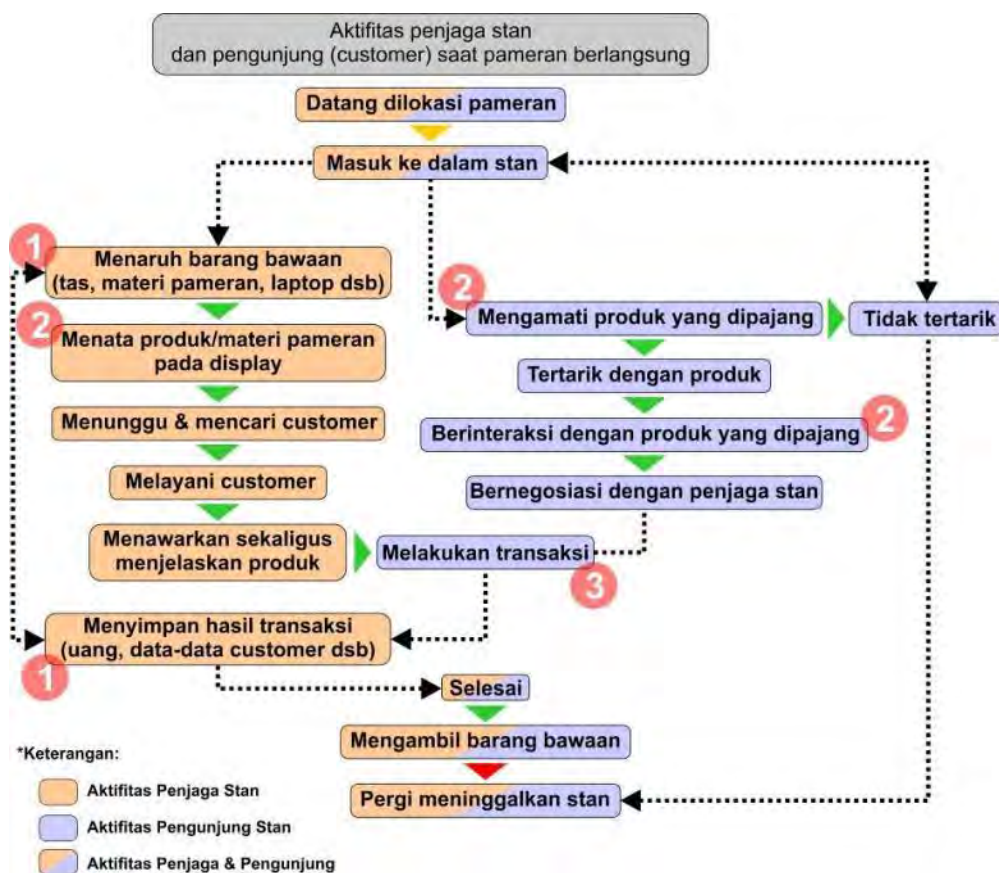 Aktifitas penjaga stan
dan pengunjung (customer) saat pameran berlangsung
Datang dilokasi pameran
Masuk ke dalam stan
1
Menaruh barang bawaan
(tas, materi pameran, laptop dsb)
2
Menata produk/materi pameran
pada display
Menunggu & mencari customer
Melayani customer
Menawarkan sekaligus
menjelaskan produk
2
Mengamati produk yang dipajang
Tidak tertarik
Tertarik dengan produk
Berinteraksi dengan produk yang dipajang
2
Bernegosiasi dengan penjaga stan
Melakukan transaksi
3
Menyimpan hasil transaksi
(uang, data-data customer dsb)
1
Selesai
Mengambil barang bawaan
Pergi meninggalkan stan
*Keterangan:
Aktifitas Penjaga Stan
Aktifitas Pengunjung Stan
Aktifitas Penjaga & Pengunjung